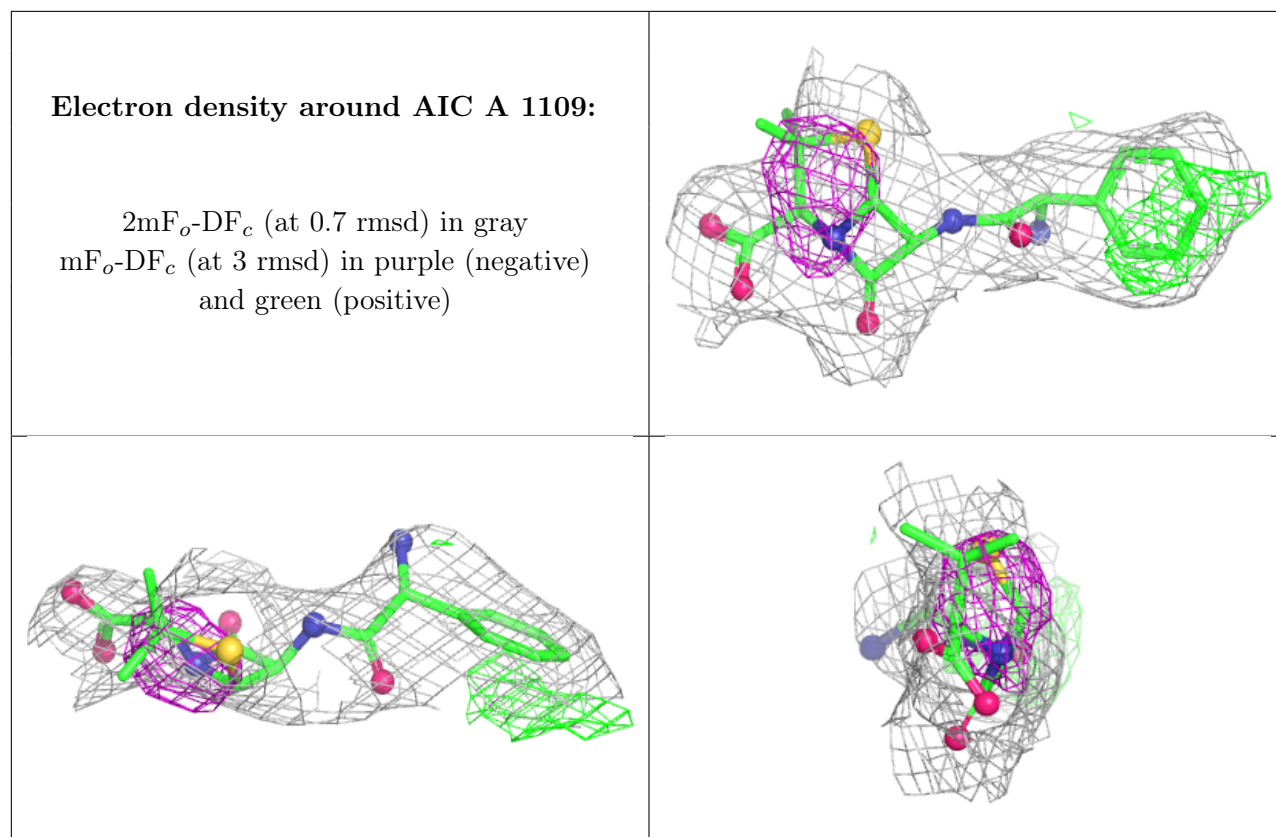 Electron density around AIC A 1109:
2mFo-DFc (at 0.7 rmsd) in gray
mFo-DFc (at 3 rmsd) in purple (negative)
and green (positive)